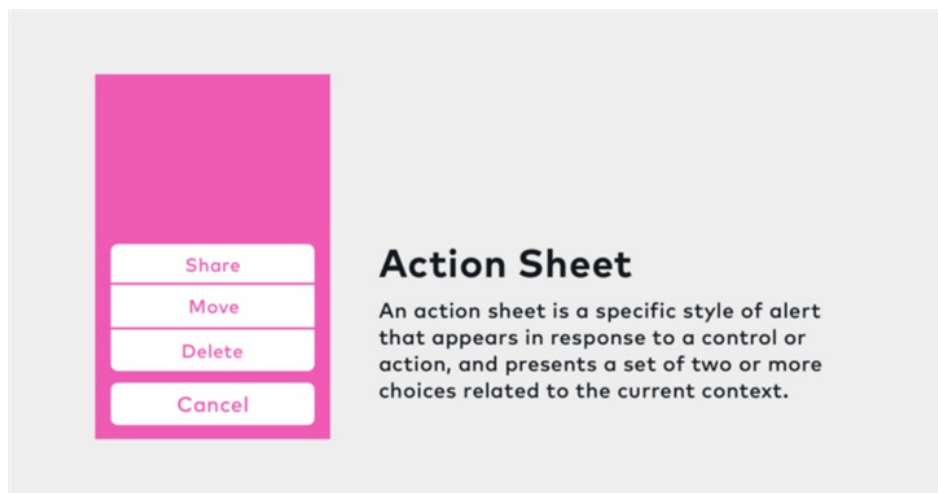 Share
Move
Delete
Cancel
Action Sheet
An action sheet is a specific style of alert
that appears in response to a control or
action, and presents a set of two or more
choices related to the current context.